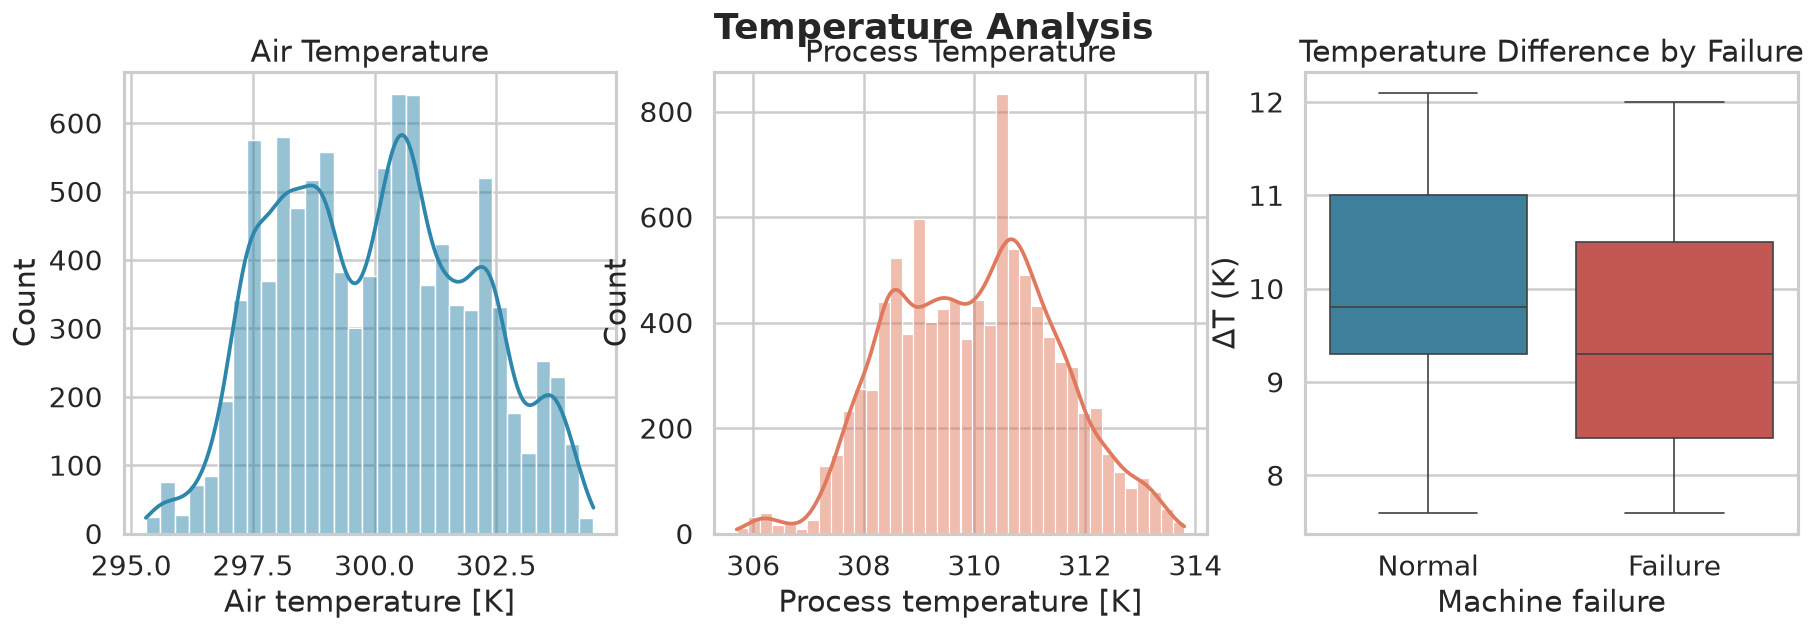 Temperature Analysis
Air Temperature
Process Temperature
Temperature Difference by Failure
Count
600
500
400
300
200
100
0
295.0 297.5 300.0 302.5
Air temperature [K]
Count
800
600
400
200
0
306 308 310 312 314
Process temperature [K]
ΔT (K)
12
11
10
9
8
Normal Failure
Machine failure